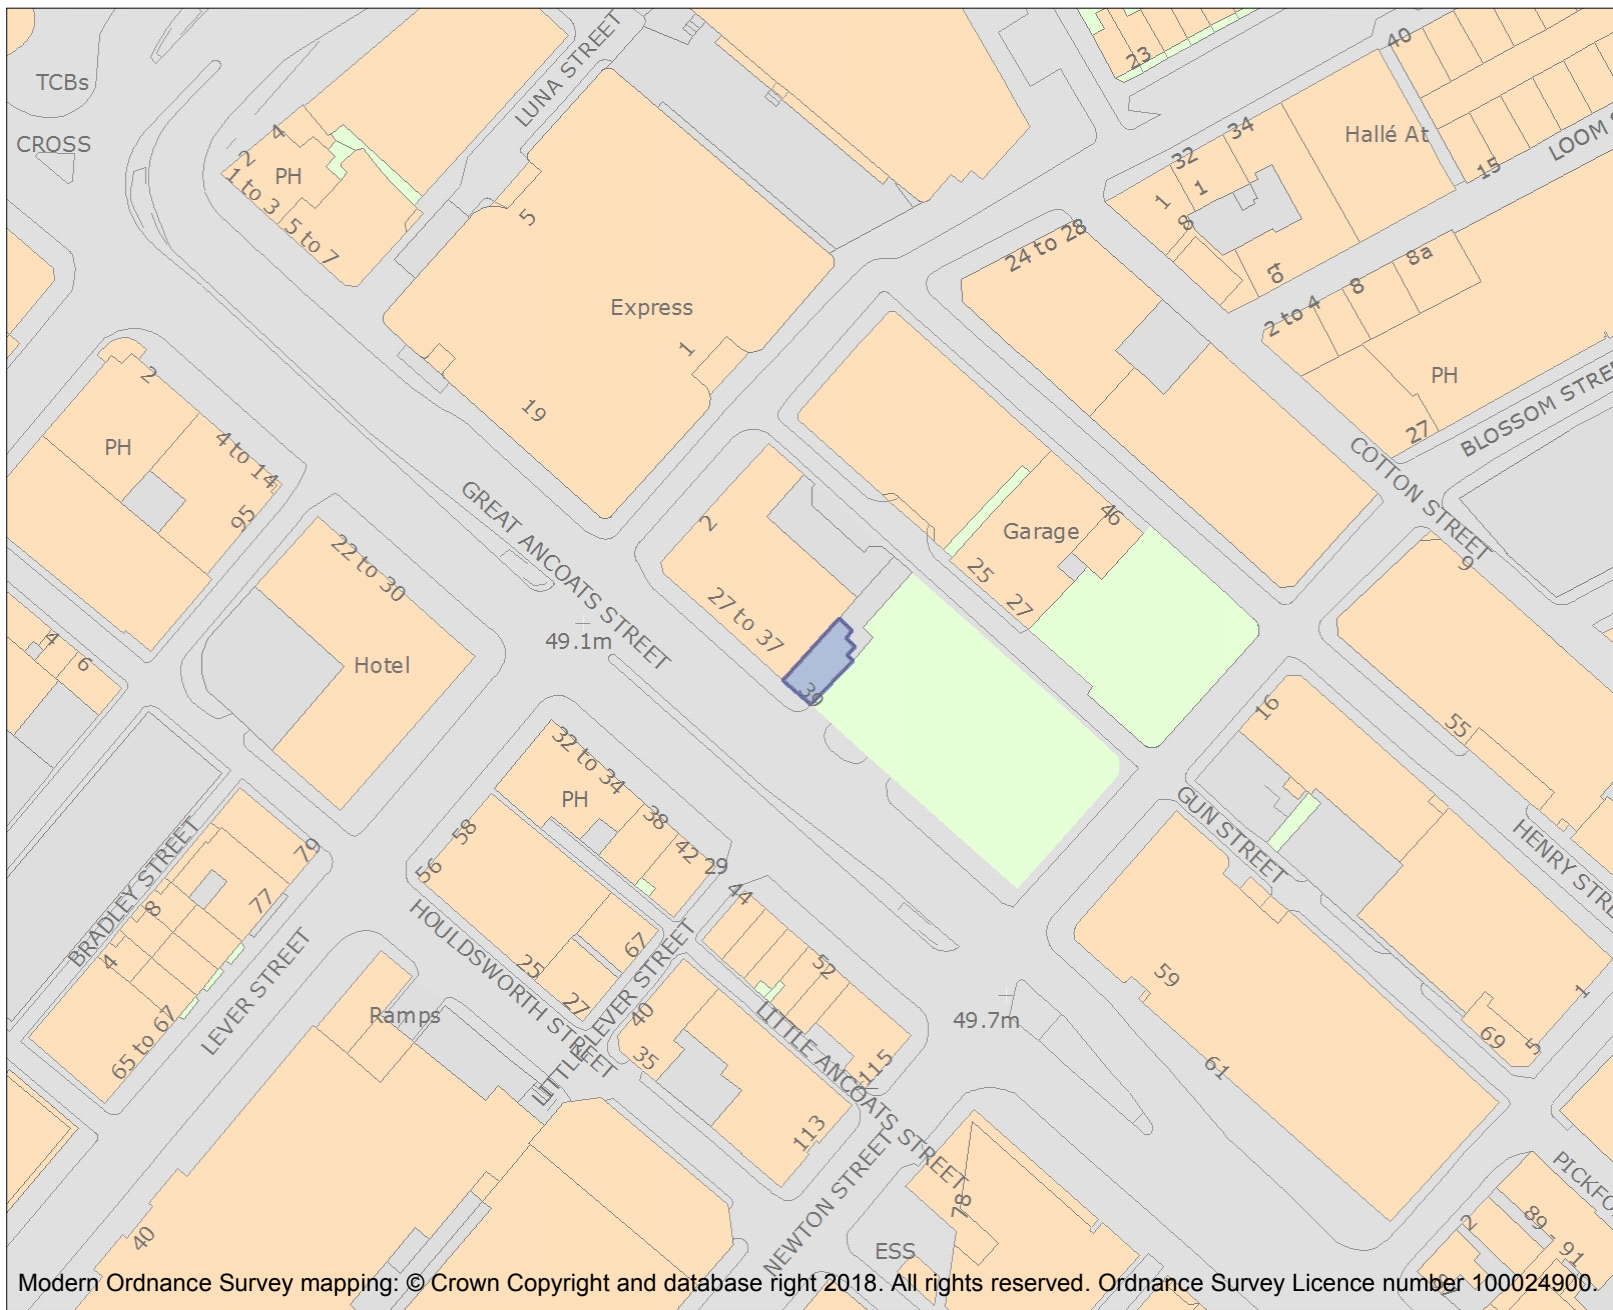 TCBs
CROSS
LUNA STREET
23
40
4
2
PH
1 to 3
5 to 7
5
34
32
Hallé At
1
1
8
to
15
LOOM S
24 to 28
8a
8
2 to 4
Express
1
19
PH
27
BLOSSOM STREE
2
PH
4 to 14
95
GREAT ANCOATS STREET
COTTON STREET
2
46
Garage
25
27
9
22 to 30
49.1m
27 to 37
39
4
6
Hotel
16
55
32 to 34
PH
38
42
29
44
58
56
GUN STREET
HENRY STRE
BRADLEY STREET
79
77
8
4
65 to 67
LEVER STREET
HOULDSWORTH STREET
25
27
67
LITTLE LEVER STREET
52
40
35
Ramps
LITTLE ANCOATS STREET
115
113
49.7m
59
61
1
5
69
NEWTON STREET
78
ESS
40
PICKFO
2
89
91
Modern Ordnance Survey mapping: © Crown Copyright and database right 2018. All rights reserved. Ordnance Survey Licence number 100024900.